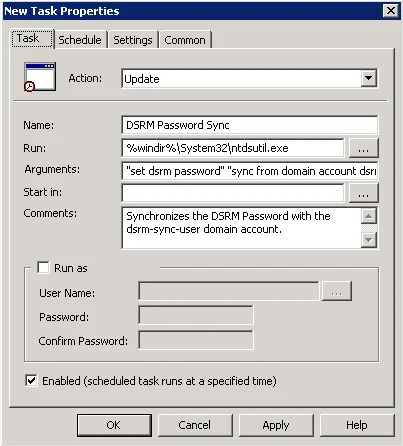 New Task Properties
Task Schedule Settings Common
Action: Update
Name: DSRM Password Sync
Run: %windir%\System32\ntdsutil.exe ...
Arguments: "set dsrm password" "sync from domain account dsr
Start in: ...
Comments: Synchronizes the DSRM Password with the
dsrm-sync-user domain account.
Run as
User Name: ...
Password:
Confirm Password:
Enabled (scheduled task runs at a specified time)
OK Cancel Apply Help